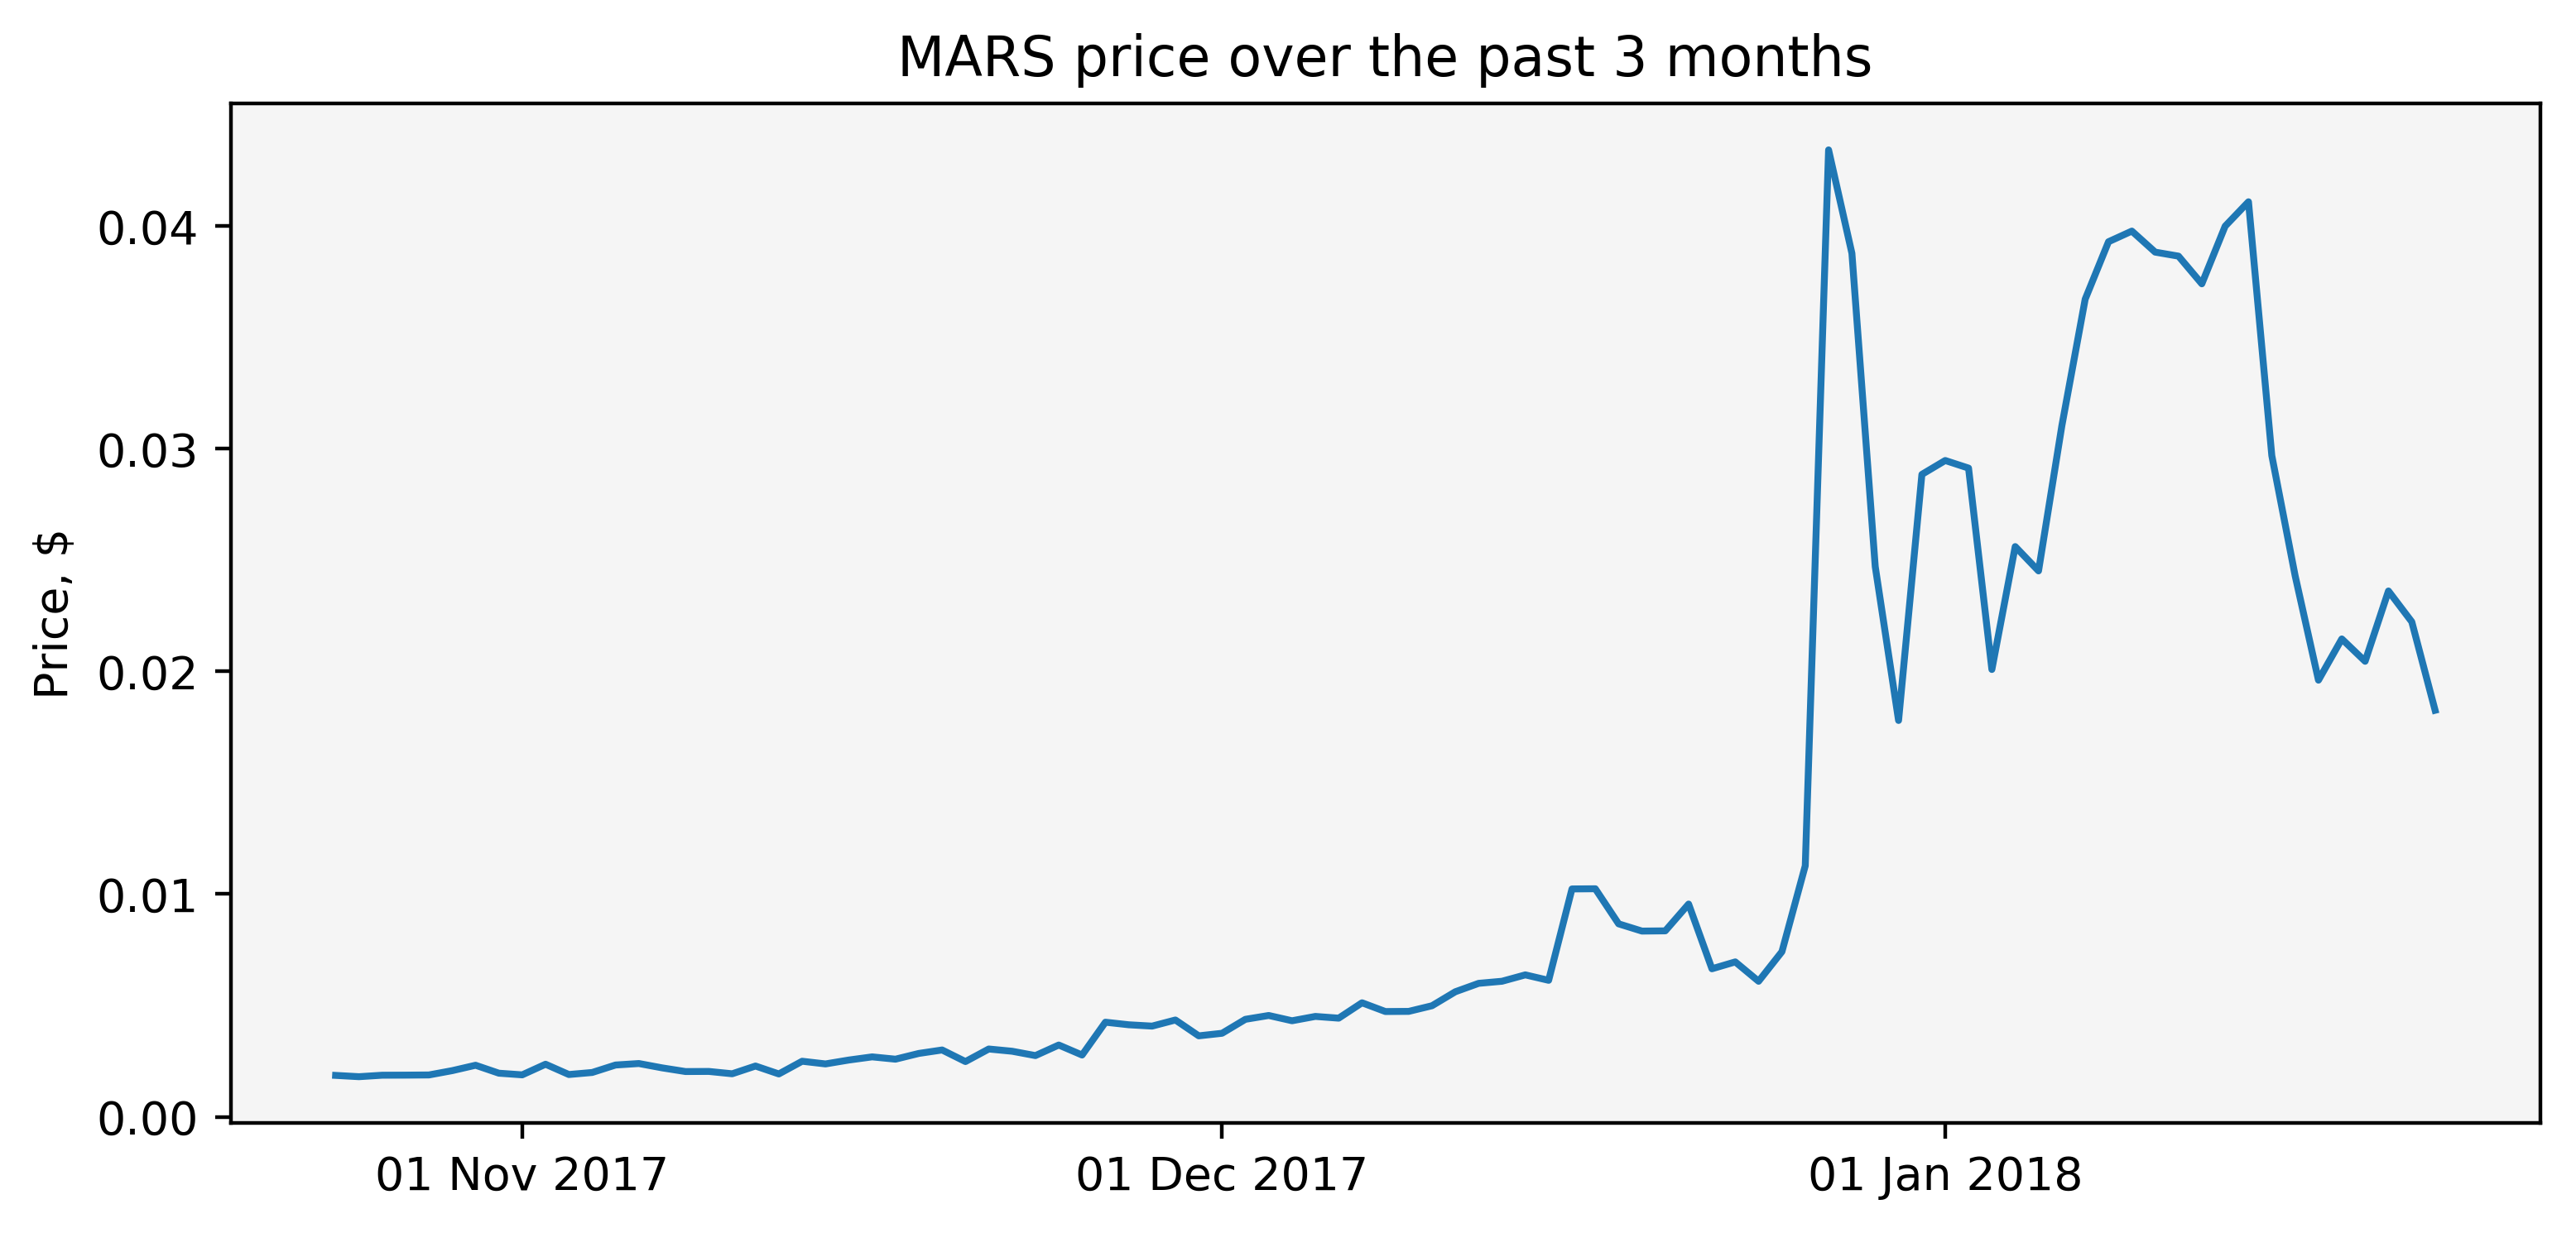 MARS price over the past 3 months
Price, $
0.04
0.03
0.02
0.01
0.00
01 Nov 2017
01 Dec 2017
01 Jan 2018